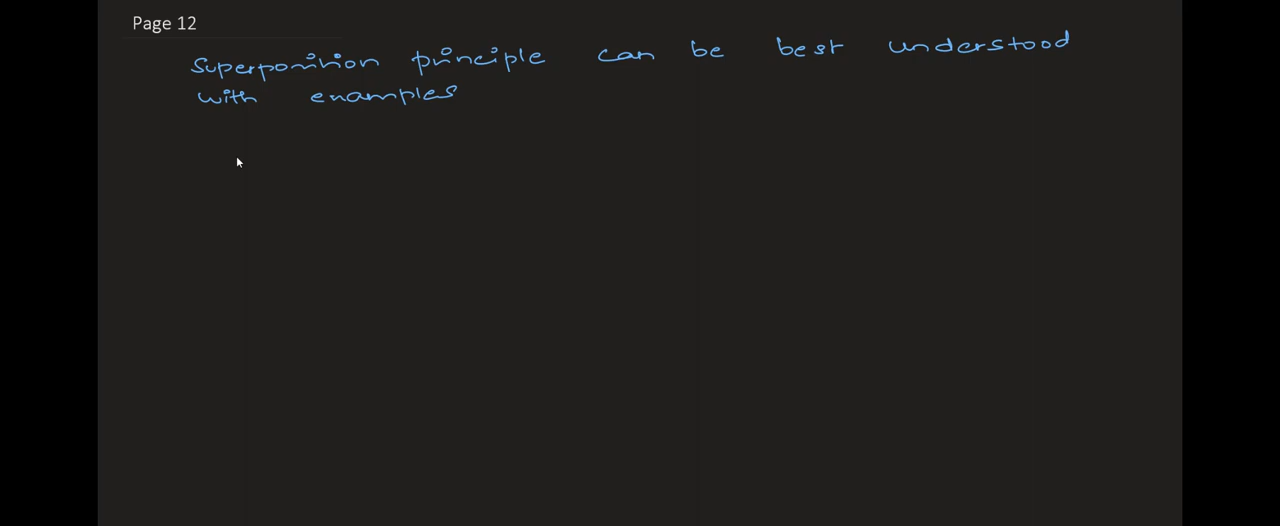 Page 12
Superposition principle can be best understood
with examples